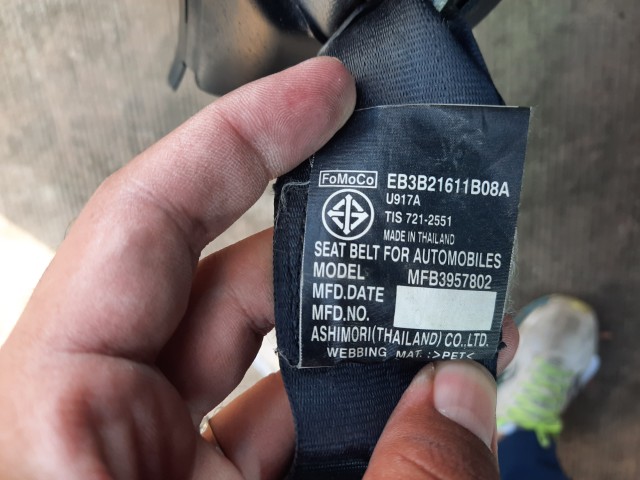 FoMoCo EB3B21611B08A
U917A
TIS 721-2551
MADE IN THAILAND
SEAT BELT FOR AUTOMOBILES
MODEL MFB3957802
MFD.DATE
MFD.NO.
ASHIMORI(THAILAND) CO.,LTD.
WEBBING MAT. :>PET<